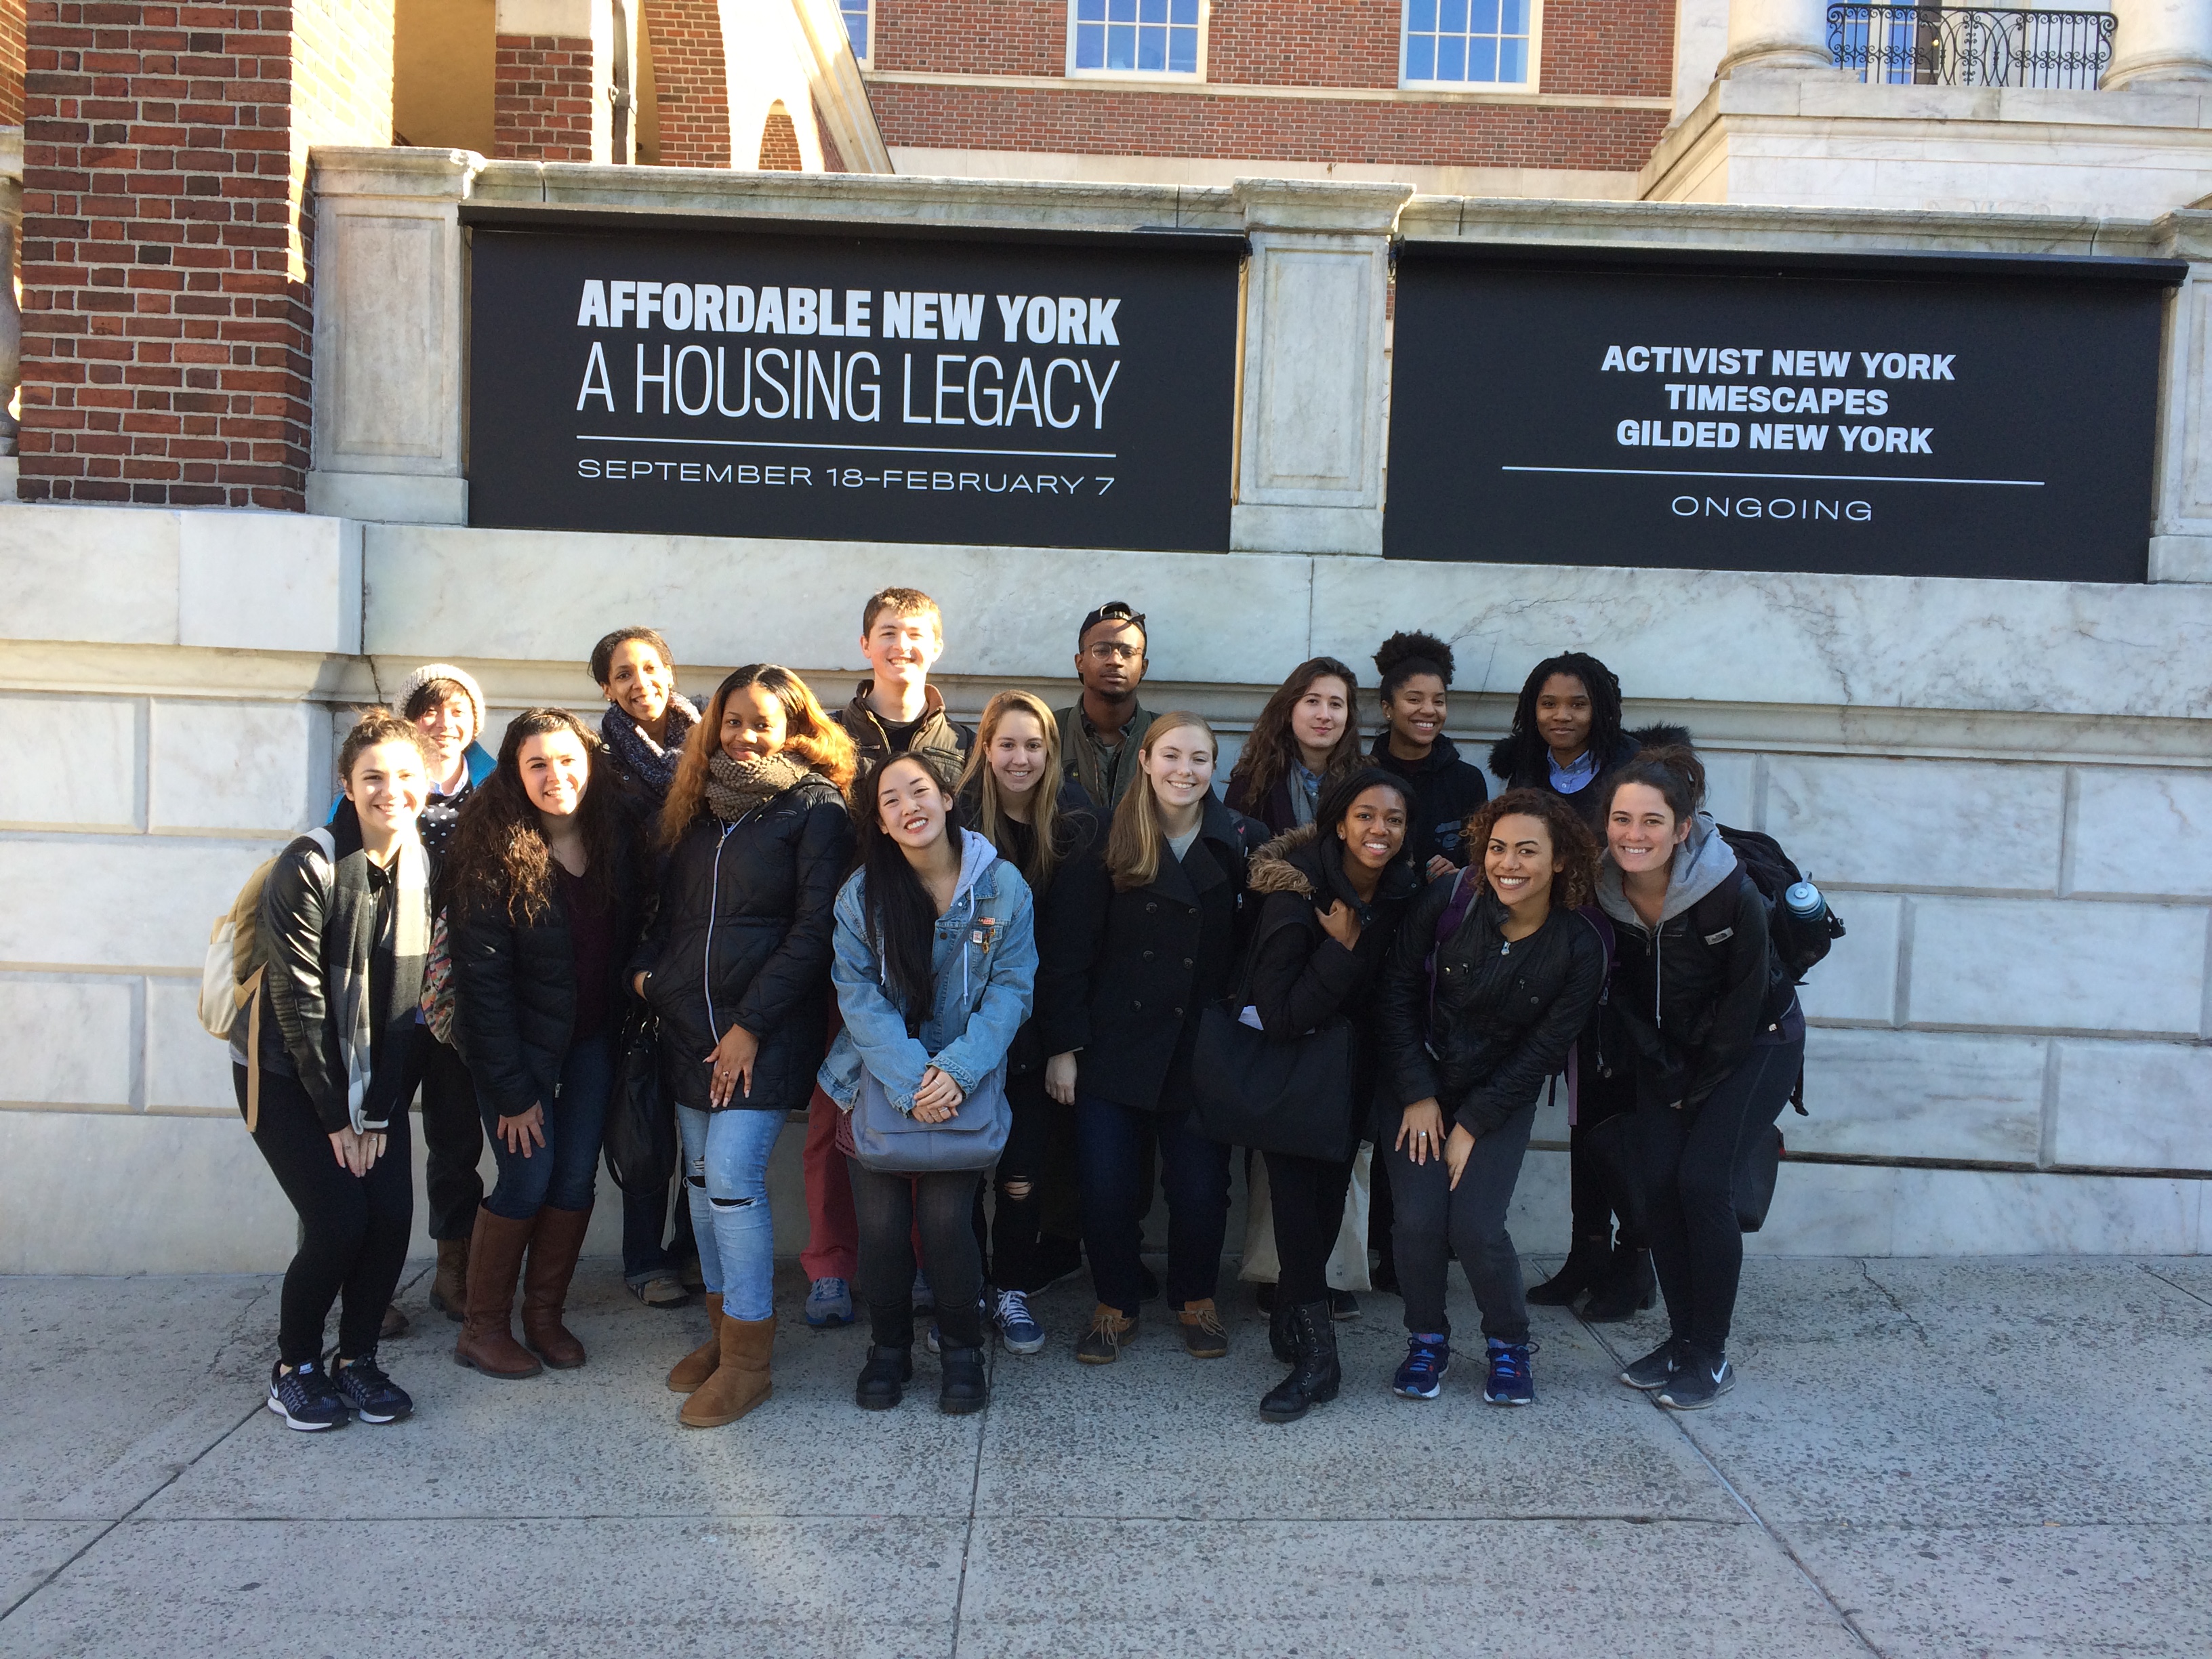 AFFORDABLE NEW YORK
A HOUSING LEGACY
SEPTEMBER 18–FEBRUARY 7
ACTIVIST NEW YORK
TIMESCAPES
GILDED NEW YORK
ONGOING